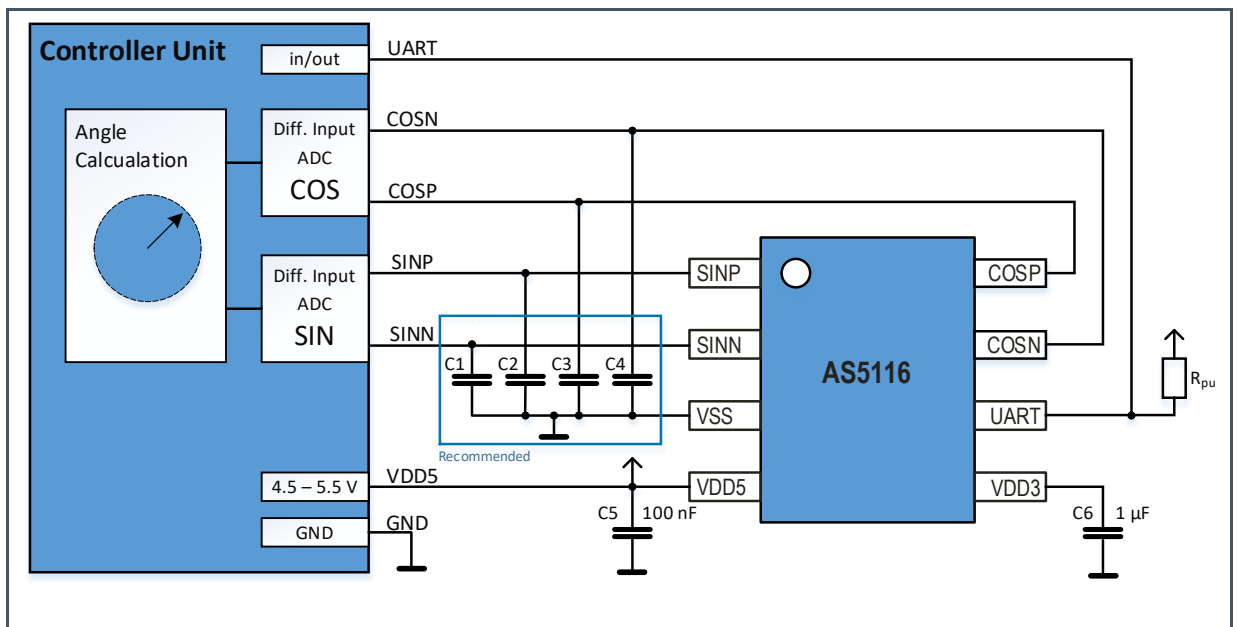 Controller Unit
in/out
UART
Angle
Calcualation
Diff. Input
ADC
COS
COSN
COSP
Diff. Input
ADC
SIN
SINP
SINN
C1
C2
C3
C4
Recommended
4.5 – 5.5 V
VDD5
GND
GND
C5
100 nF
SINP
SINN
VSS
VDD5
AS5116
COSP
COSN
UART
VDD3
Rpu
C6
1 µF